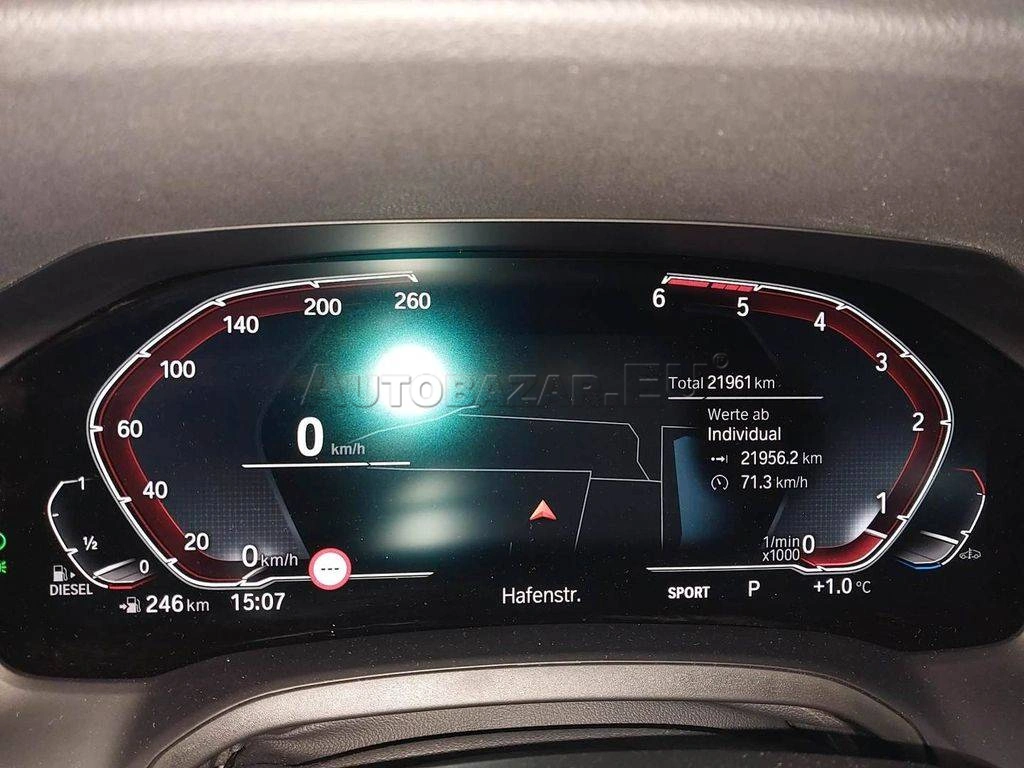 260
200
140
100
60
40
20
0 km/h
0 km/h
6
5
4
3
2
1
0
1/min
x1000
AUTOBAZAR.EU®
Total 21961 km
Werte ab
Individual
21956.2 km
71.3 km/h
1
½
0
DIESEL
246 km
15:07
---
Hafenstr.
SPORT
P
+1.0 °C